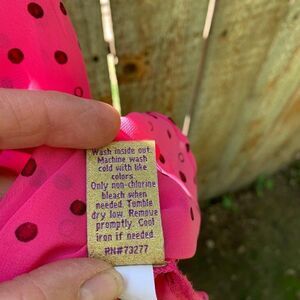 Wash inside out.
Machine wash
cold with like
colors.
Only non-chlorine
bleach when
needed. Tumble
dry low. Remove
promptly. Cool
iron if needed
RN#73277